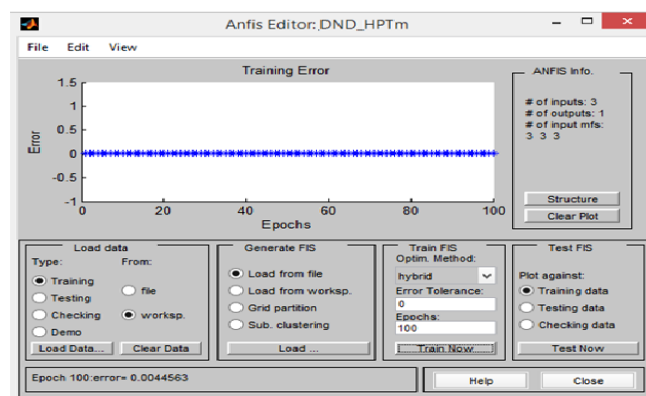 Anfis Editor: DND_HPTm
File Edit View
Training Error
1.5
1
0.5
0
-0.5
-1
Error
0 20 40 60 80 100
Epochs
ANFIS Info.
# of inputs: 3
# of outputs: 1
# of input mfs:
3 3 3
Structure
Clear Plot
Load data
Type: From:
Training
Testing
Checking
Demo
file
worksp.
Load Data... Clear Data
Generate FIS
Load from file
Load from worksp.
Grid partition
Sub. clustering
Load ...
Train FIS
Optim. Method:
hybrid
Error Tolerance:
0
Epochs:
100
Train Now
Test FIS
Plot against:
Training data
Testing data
Checking data
Test Now
Epoch 100:error= 0.0044563
Help Close